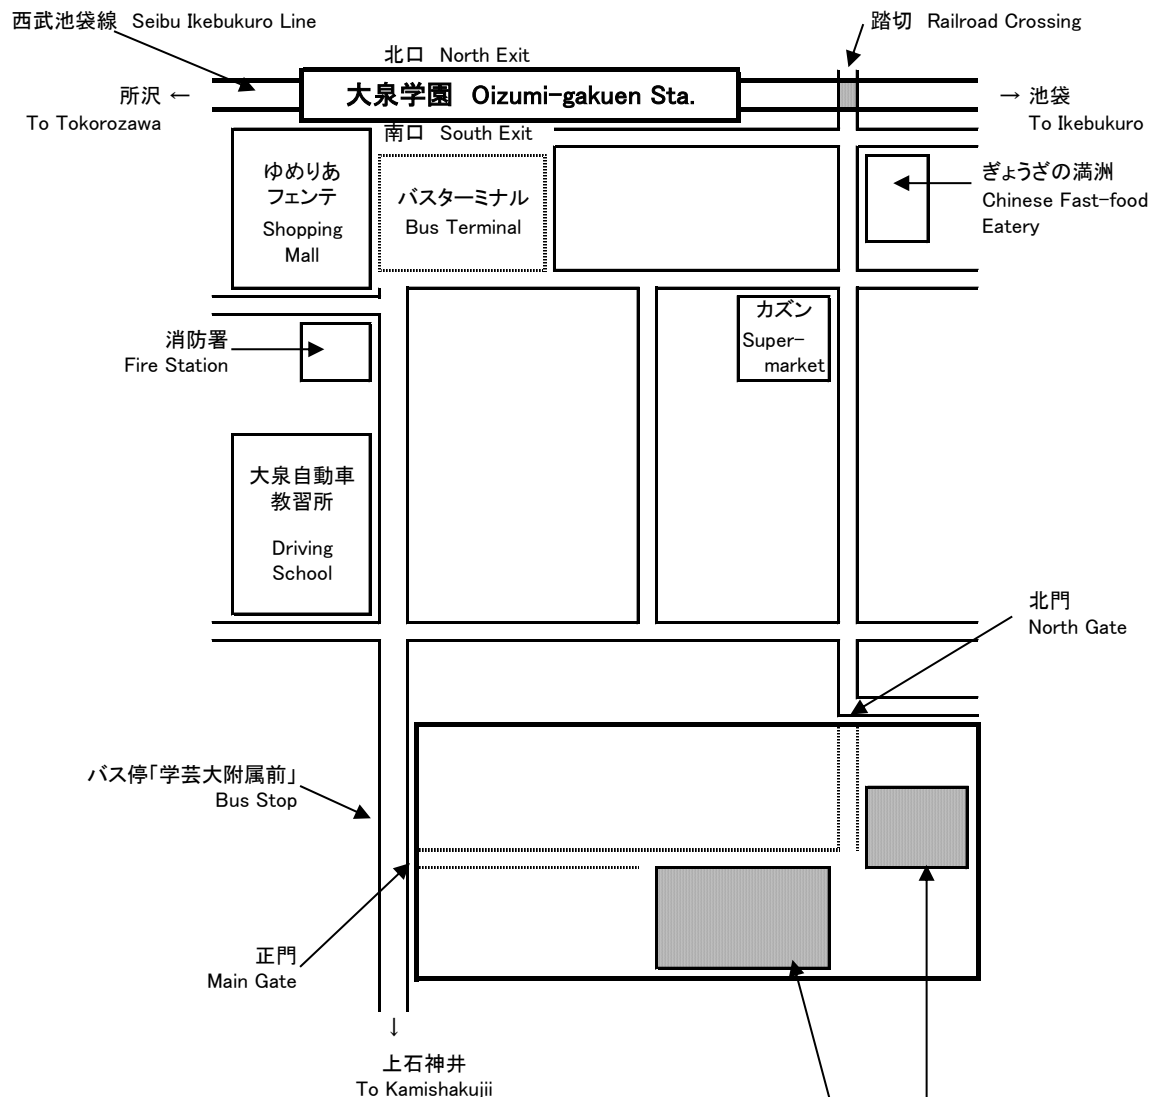 西武池袋線 Seibu Ikebukuro Line
踏切 Railroad Crossing
北口 North Exit
大泉学園 Oizumi-gakuen Sta.
所沢 ←
To Tokorozawa
→ 池袋
To Ikebukuro
南口 South Exit
ゆめりあ
フェンテ
Shopping
Mall
バスターミナル
Bus Terminal
ぎょうざの満洲
Chinese Fast-food
Eatery
カズン
Super-
market
消防署
Fire Station
大泉自動車
教習所
Driving
School
北門
North Gate
バス停「学芸大附属前」
Bus Stop
正門
Main Gate
↓
上石神井
To Kamishakujii